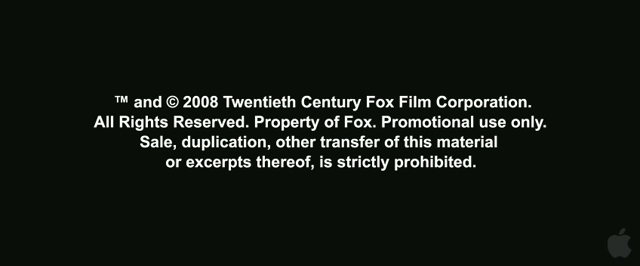 ™ and © 2008 Twentieth Century Fox Film Corporation.
All Rights Reserved. Property of Fox. Promotional use only.
Sale, duplication, other transfer of this material
or excerpts thereof, is strictly prohibited.